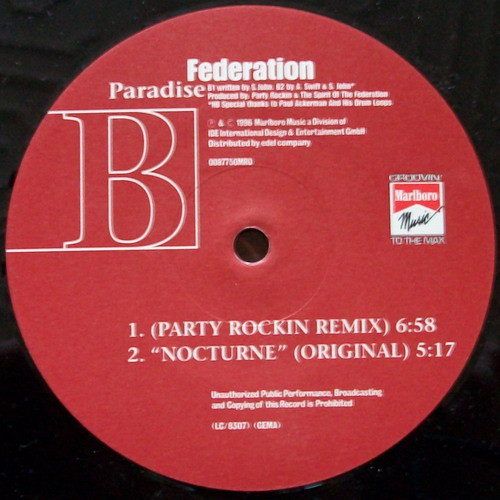 Federation
Paradise
B1 written by S. John. B2 by A. Swift & S. John*
Produced by: Party Rockin & The Spirit Of The Federation
*NB Special thanks to Paul Ackerman And His Drum Loops
B
℗ & © 1996 Marlboro Music a Division of
IDE International Design & Entertainment GmbH
Distributed by edel company
0087750MRO
GROOVIN'
Marlboro
Music
TO THE MAX
1. (PARTY ROCKIN REMIX) 6:58
2. “NOCTURNE” (ORIGINAL) 5:17
Unauthorized Public Performance, Broadcasting
and Copying of this Record is Prohibited
(LC/8307) (GEMA)